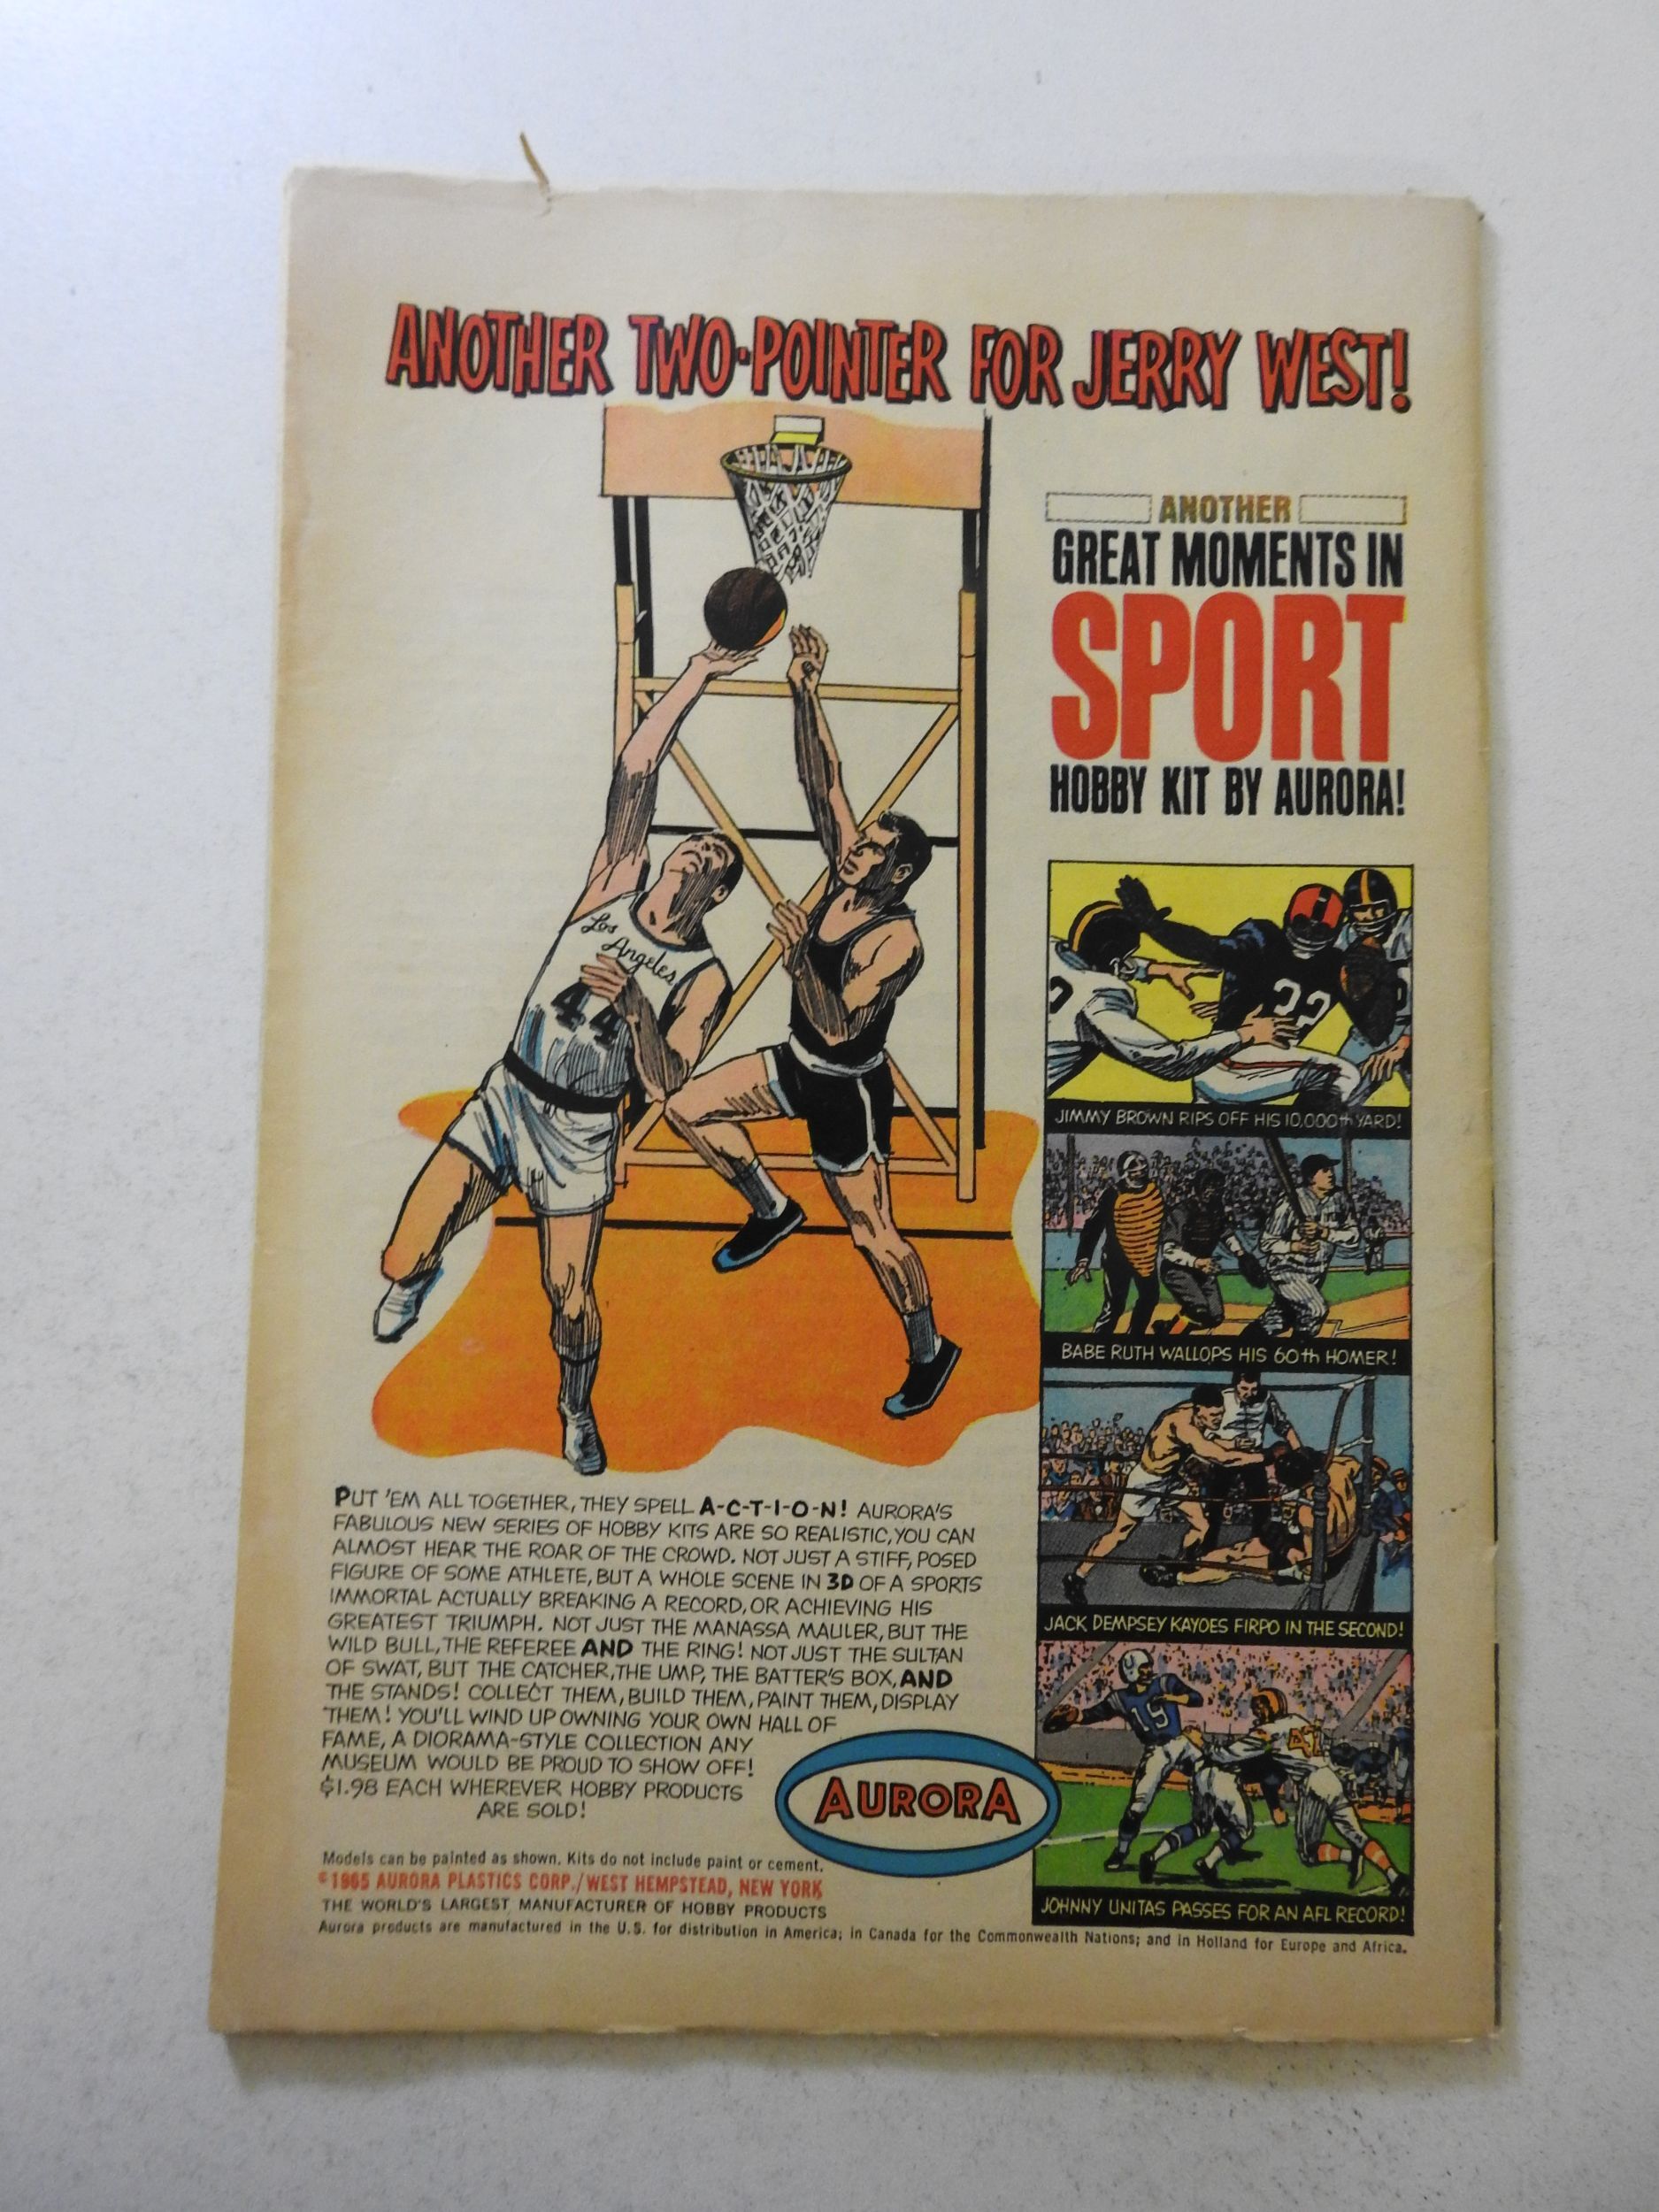 ANOTHER TWO-POINTER FOR JERRY WEST!
ANOTHER
GREAT MOMENTS IN
SPORT
HOBBY KIT BY AURORA!
Los
Angeles
44
32
JIMMY BROWN RIPS OFF HIS 10,000th YARD!
BABE RUTH WALLOPS HIS 60th HOMER!
JACK DEMPSEY KAYOES FIRPO IN THE SECOND!
19
47
JOHNNY UNITAS PASSES FOR AN AFL RECORD!
PUT 'EM ALL TOGETHER, THEY SPELL A-C-T-I-O-N! AURORA'S
FABULOUS NEW SERIES OF HOBBY KITS ARE SO REALISTIC, YOU CAN
ALMOST HEAR THE ROAR OF THE CROWD. NOT JUST A STIFF, POSED
FIGURE OF SOME ATHLETE, BUT A WHOLE SCENE IN 3D OF A SPORTS
IMMORTAL ACTUALLY BREAKING A RECORD, OR ACHIEVING HIS
GREATEST TRIUMPH. NOT JUST THE MANASSA MAULER, BUT THE
WILD BULL, THE REFEREE AND THE RING! NOT JUST THE SULTAN
OF SWAT, BUT THE CATCHER, THE UMP, THE BATTER'S BOX, AND
THE STANDS! COLLECT THEM, BUILD THEM, PAINT THEM, DISPLAY
THEM! YOU'LL WIND UP OWNING YOUR OWN HALL OF
FAME, A DIORAMA-STYLE COLLECTION ANY
MUSEUM WOULD BE PROUD TO SHOW OFF!
$1.98 EACH WHEREVER HOBBY PRODUCTS
ARE SOLD!
AURORA
Models can be painted as shown. Kits do not include paint or cement.
©1965 AURORA PLASTICS CORP./WEST HEMPSTEAD, NEW YORK
THE WORLD'S LARGEST MANUFACTURER OF HOBBY PRODUCTS
Aurora products are manufactured in the U.S. for distribution in America; in Canada for the Commonwealth Nations; and in Holland for Europe and Africa.